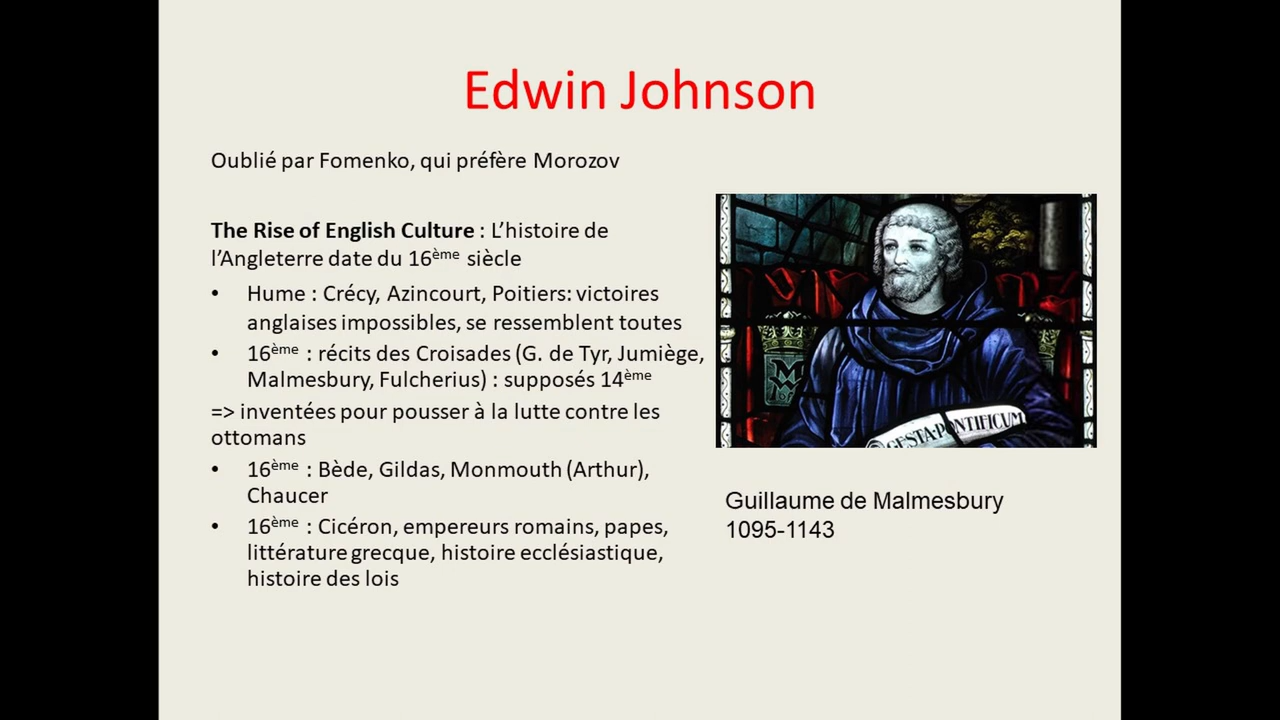 Edwin Johnson
Oublié par Fomenko, qui préfère Morozov
The Rise of English Culture : L’histoire de
l’Angleterre date du 16ème siècle
• Hume : Crécy, Azincourt, Poitiers: victoires
anglaises impossibles, se ressemblent toutes
• 16ème : récits des Croisades (G. de Tyr, Jumiège,
Malmesbury, Fulcherius) : supposés 14ème
=> inventées pour pousser à la lutte contre les
ottomans
• 16ème : Bède, Gildas, Monmouth (Arthur),
Chaucer
• 16ème : Cicéron, empereurs romains, papes,
littérature grecque, histoire ecclésiastique,
histoire des lois
GESTA·PONTIFICUM
Guillaume de Malmesbury
1095-1143